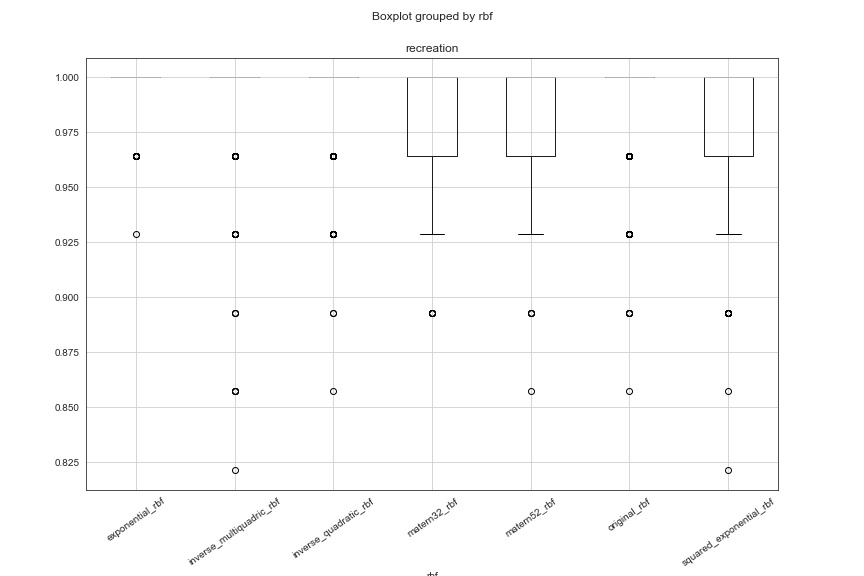 Boxplot grouped by rbf
recreation
1.000
0.975
0.950
0.925
0.900
0.875
0.850
0.825
exponential_rbf
inverse_multiquadric_rbf
inverse_quadratic_rbf
matern32_rbf
matern52_rbf
original_rbf
squared_exponential_rbf
rbf